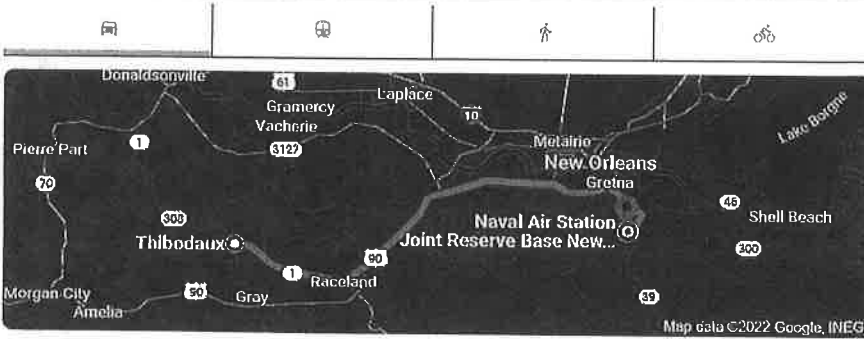 Donaldsonville
61
Laplace
Gramercy
10
Vacherie
Lake Borgne
1
3127
Metairie
Pierre Part
New Orleans
70
Gretna
46
308
Naval Air Station
Shell Beach
Thibodaux
Joint Reserve Base New...
300
90
1
Raceland
Morgan City
90
Gray
39
Amelia
Map data ©2022 Google, INEG